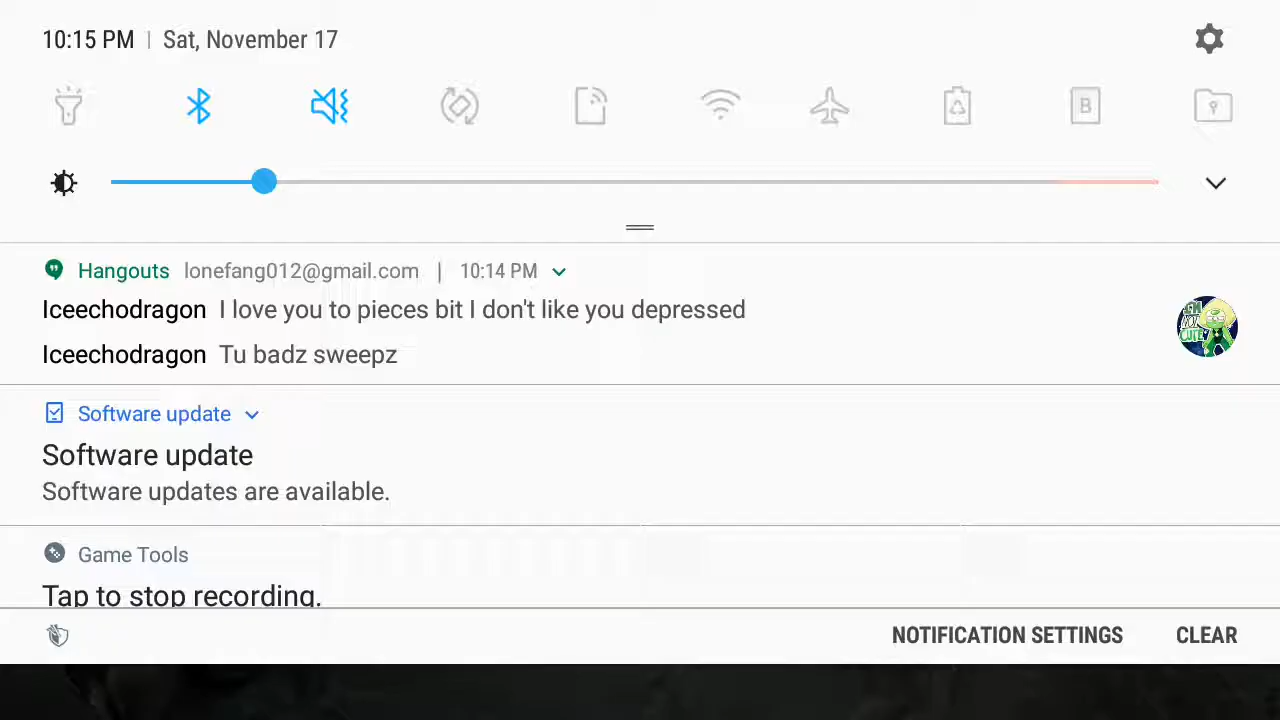 10:15 PM | Sat, November 17
B
Hangouts lonefang012@gmail.com | 10:14 PM
Iceechodragon I love you to pieces bit I don't like you depressed
Iceechodragon Tu badz sweepz
I'M
CUTE
Software update
Software update
Software updates are available.
Game Tools
Tap to stop recording.
NOTIFICATION SETTINGS CLEAR